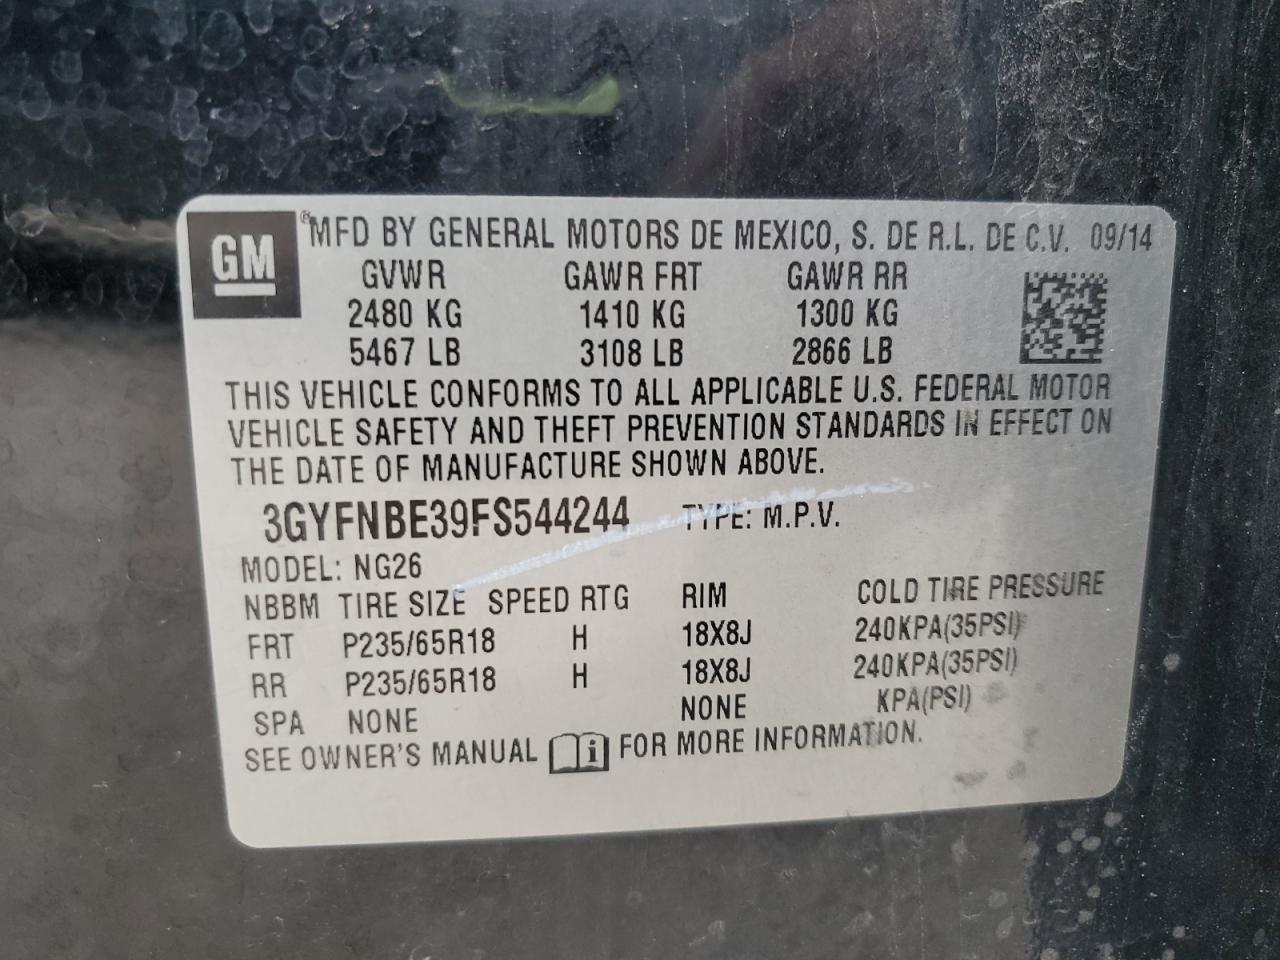 GM
® MFD BY GENERAL MOTORS DE MEXICO, S. DE R.L. DE C.V. 09/14
GVWR GAWR FRT GAWR RR
2480 KG 1410 KG 1300 KG
5467 LB 3108 LB 2866 LB
THIS VEHICLE CONFORMS TO ALL APPLICABLE U.S. FEDERAL MOTOR
VEHICLE SAFETY AND THEFT PREVENTION STANDARDS IN EFFECT ON
THE DATE OF MANUFACTURE SHOWN ABOVE.
3GYFNBE39FS544244 TYPE: M.P.V.
MODEL: NG26
NBBM TIRE SIZE SPEED RTG RIM COLD TIRE PRESSURE
FRT P235/65R18 H 18X8J 240KPA(35PSI)
RR P235/65R18 H 18X8J 240KPA(35PSI)
SPA NONE NONE KPA(PSI)
SEE OWNER'S MANUAL i FOR MORE INFORMATION.